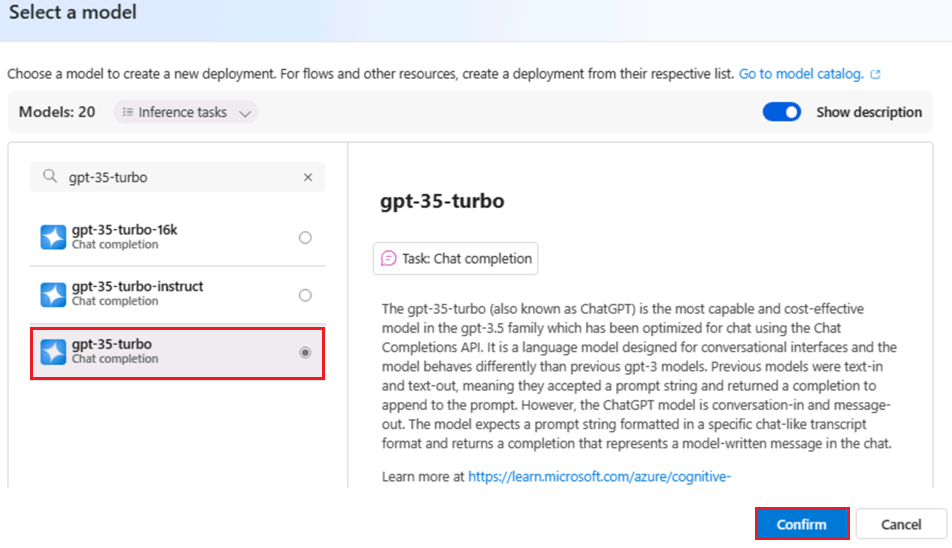 Select a model
Choose a model to create a new deployment. For flows and other resources, create a deployment from their respective list. Go to model catalog.
Models: 20
Inference tasks
Show description
gpt-35-turbo
gpt-35-turbo-16k
Chat completion
gpt-35-turbo-instruct
Chat completion
gpt-35-turbo
Chat completion
gpt-35-turbo
Task: Chat completion
The gpt-35-turbo (also known as ChatGPT) is the most capable and cost-effective
model in the gpt-3.5 family which has been optimized for chat using the Chat
Completions API. It is a language model designed for conversational interfaces and the
model behaves differently than previous gpt-3 models. Previous models were text-in
and text-out, meaning they accepted a prompt string and returned a completion to
append to the prompt. However, the ChatGPT model is conversation-in and message-
out. The model expects a prompt string formatted in a specific chat-like transcript
format and returns a completion that represents a model-written message in the chat.
Learn more at https://learn.microsoft.com/azure/cognitive-
Confirm
Cancel